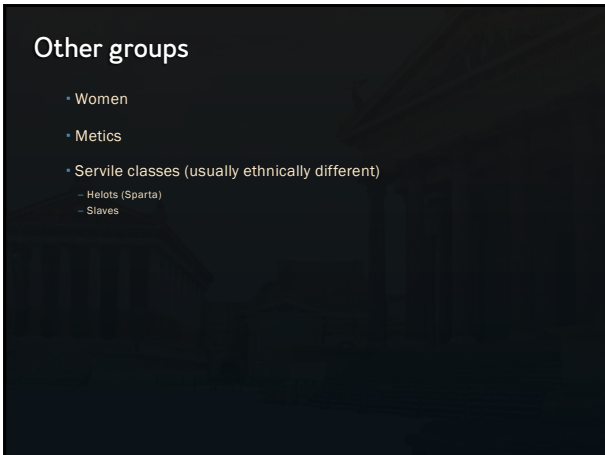 Other groups
▪ Women
▪ Metics
▪ Servile classes (usually ethnically different)
– Helots (Sparta)
– Slaves